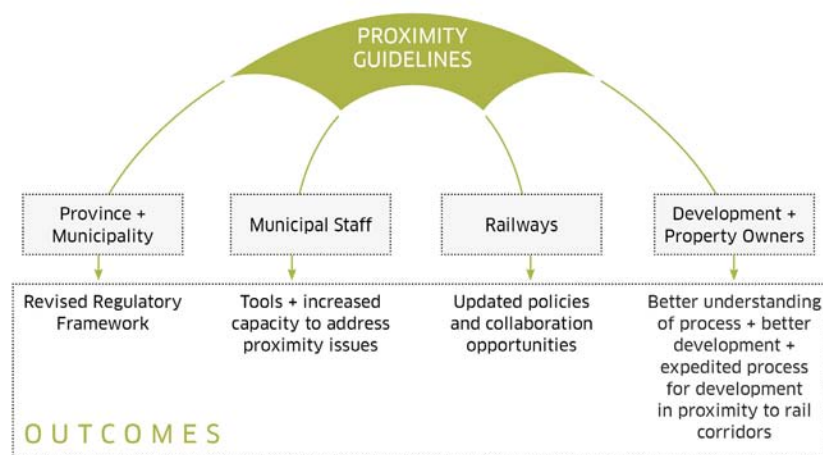 PROXIMITY
GUIDELINES
Province +
Municipality
Municipal Staff
Railways
Development +
Property Owners
Revised Regulatory
Framework
Tools + increased
capacity to address
proximity issues
Updated policies
and collaboration
opportunities
Better understanding
of process + better
development +
expedited process
for development
in proximity to rail
corridors
OUTCOMES